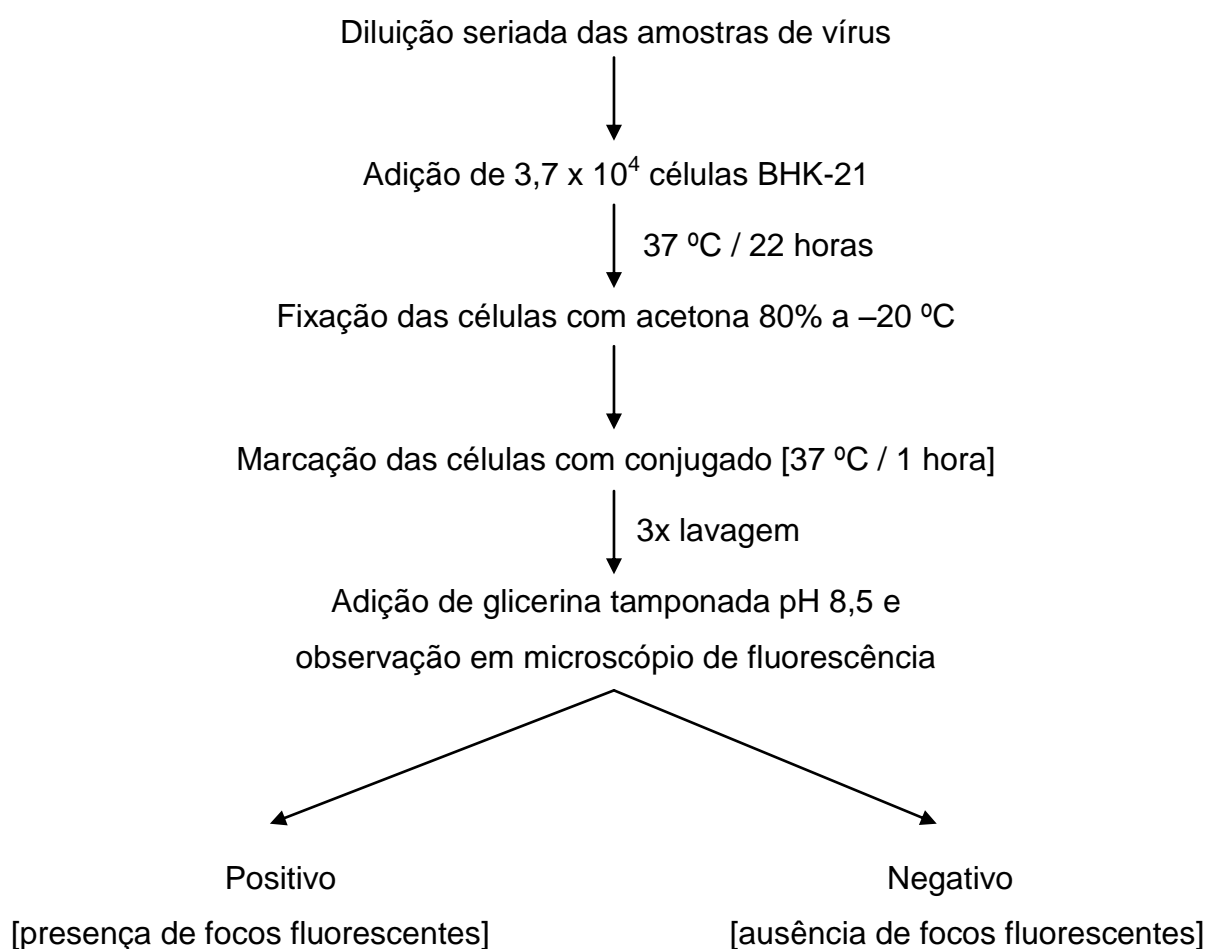 Diluição seriada das amostras de vírus
Adição de 3,7 x 10⁴ células BHK-21
37 ºC / 22 horas
Fixação das células com acetona 80% a –20 ºC
Marcação das células com conjugado [37 ºC / 1 hora]
3x lavagem
Adição de glicerina tamponada pH 8,5 e
observação em microscópio de fluorescência
Positivo
[presença de focos fluorescentes]
Negativo
[ausência de focos fluorescentes]